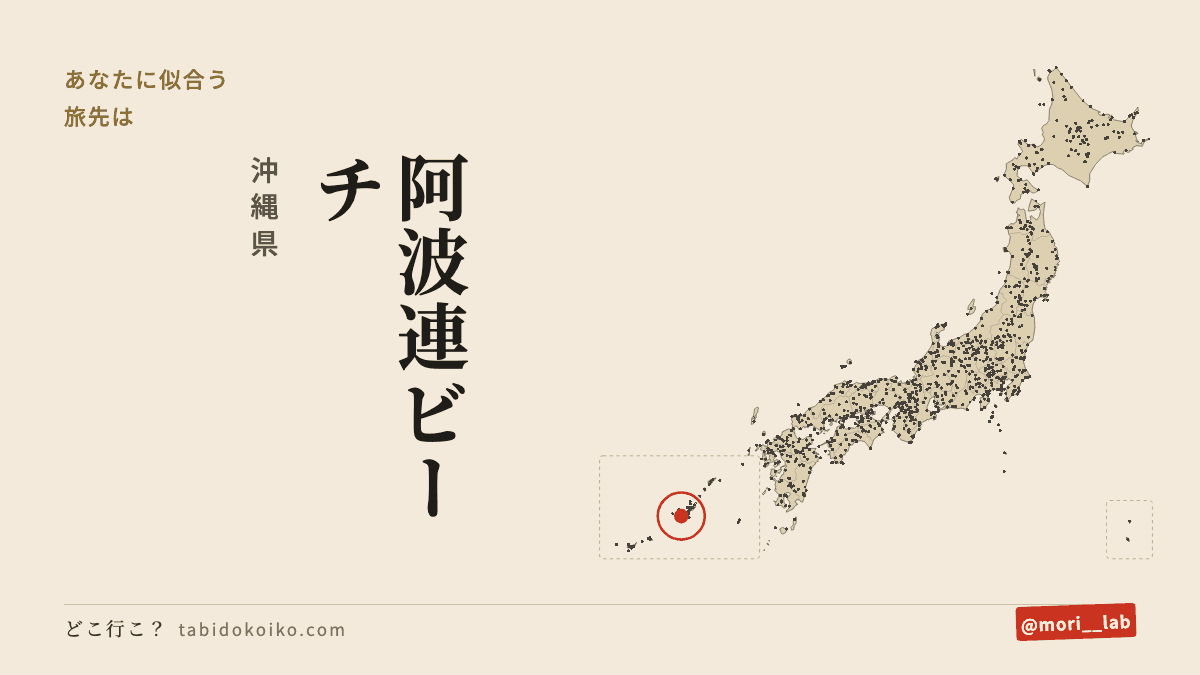 あなたに似合う
旅先は
阿波連ビー
チ
沖縄県
どこ行こ？ tabidokoiko.com
@mori__lab